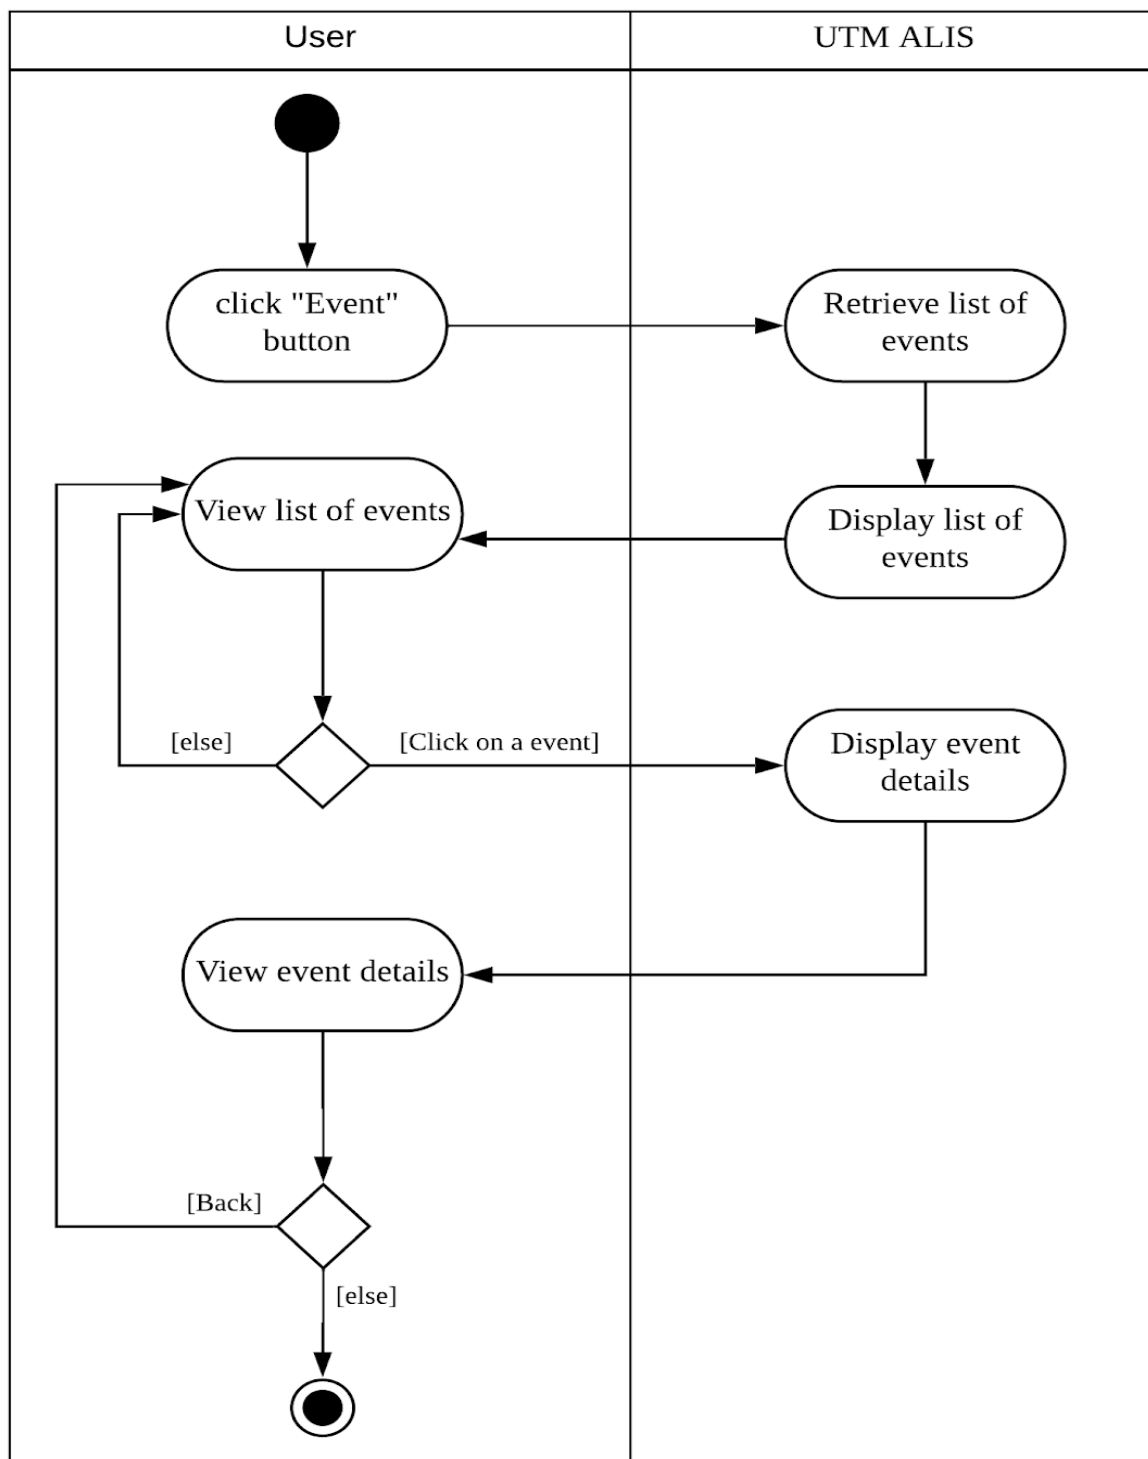 User
UTM ALIS
click "Event"
button
Retrieve list of
events
View list of events
Display list of
events
[else]
[Click on a event]
Display event
details
View event details
[Back]
[else]